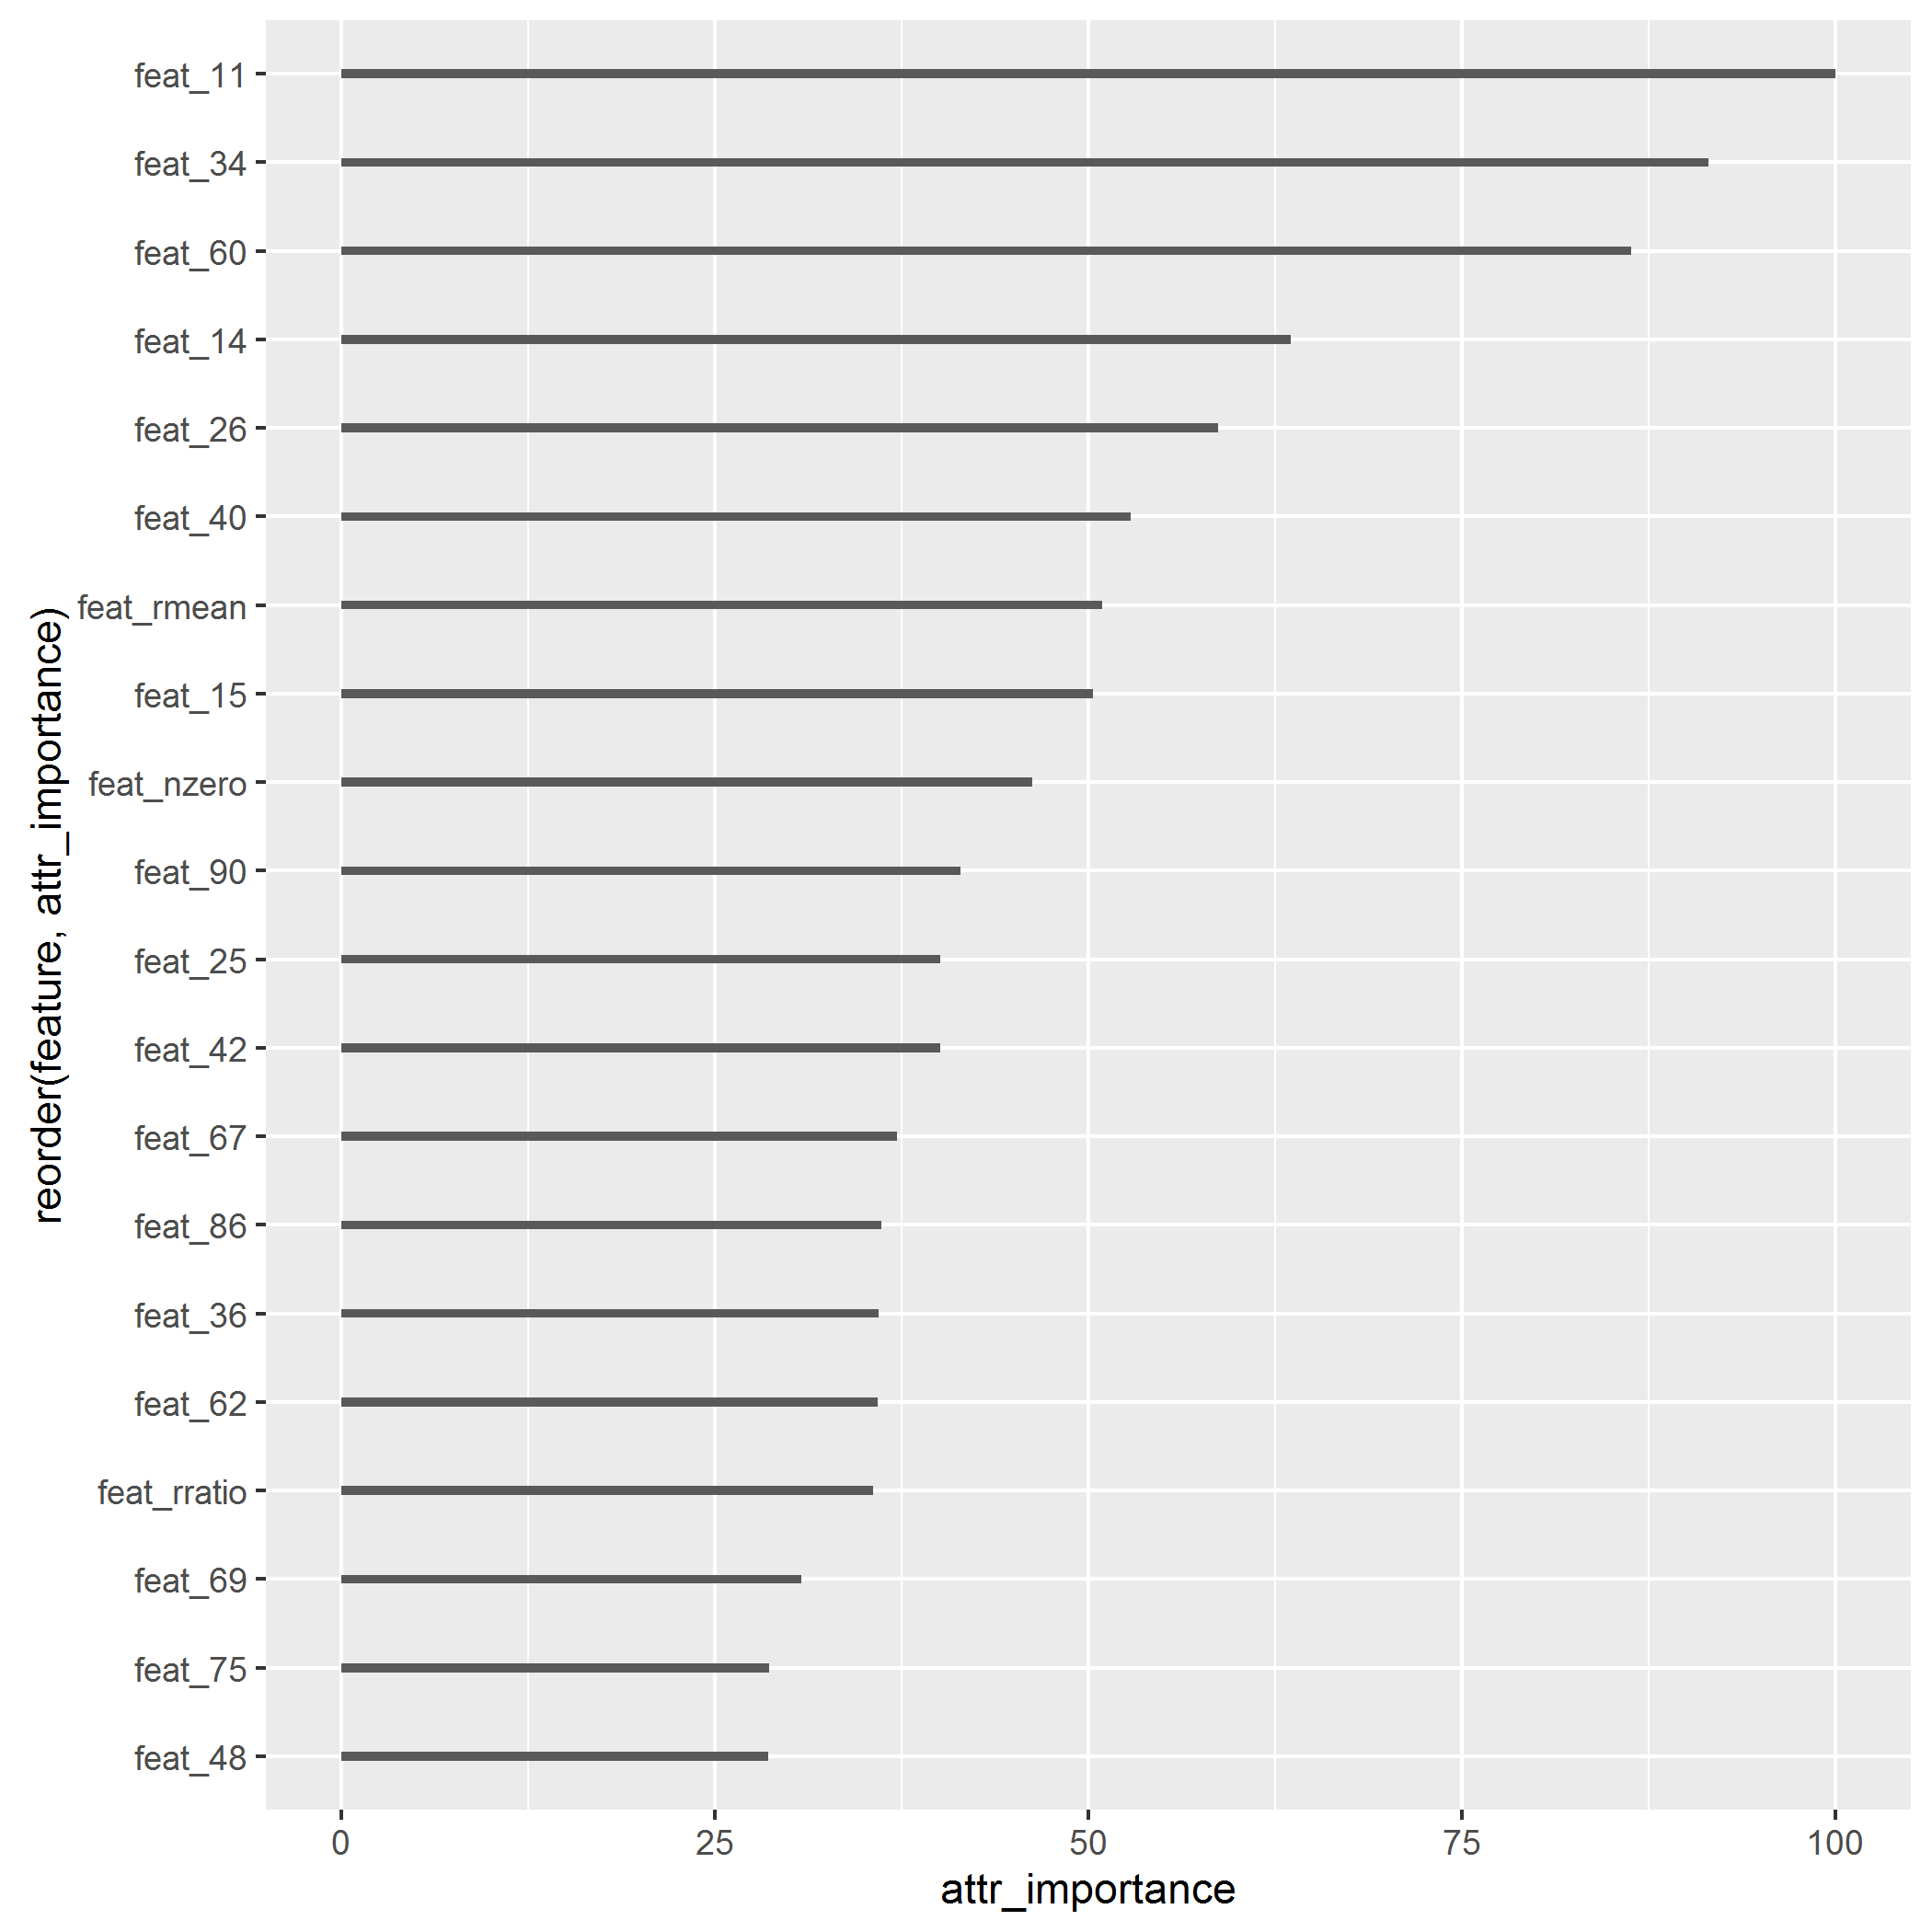 feat_11
feat_34
feat_60
feat_14
feat_26
feat_40
feat_rmean
feat_15
feat_nzero
feat_90
feat_25
feat_42
feat_67
feat_86
feat_36
feat_62
feat_rratio
feat_69
feat_75
feat_48
reorder(feature, attr_importance)
0 25 50 75 100
attr_importance